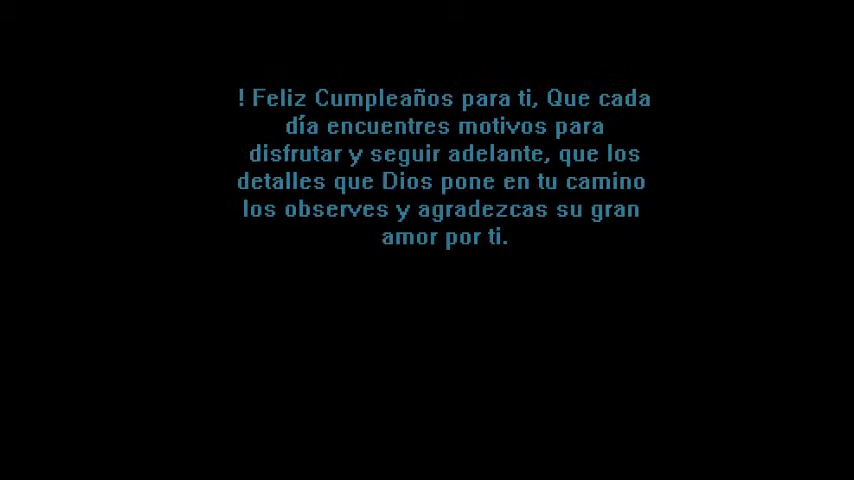 ! Feliz Cumpleaños para ti, Que cada
día encuentres motivos para
disfrutar y seguir adelante, que los
detalles que Dios pone en tu camino
los observes y agradezcas su gran
amor por ti.